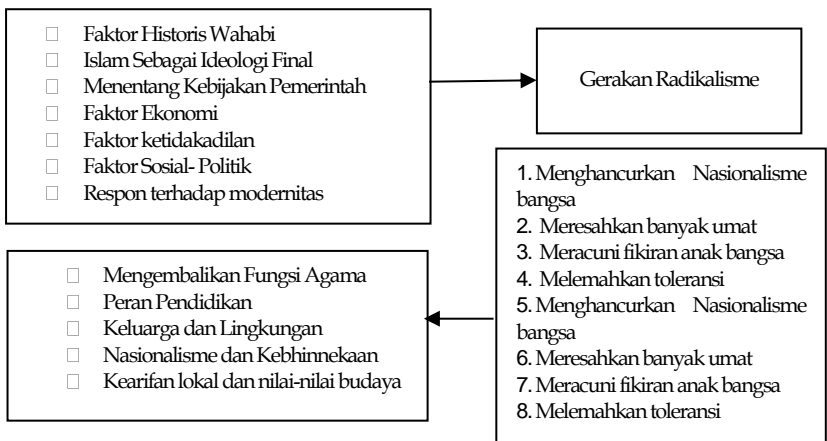 Faktor Historis Wahabi
Islam Sebagai Ideologi Final
Menentang Kebijakan Pemerintah
Faktor Ekonomi
Faktor ketidakadilan
Faktor Sosial- Politik
Respon terhadap modernitas
Gerakan Radikalisme
1. Menghancurkan Nasionalisme
bangsa
2. Meresahkan banyak umat
3. Meracuni fikiran anak bangsa
4. Melemahkan toleransi
5. Menghancurkan Nasionalisme
bangsa
6. Meresahkan banyak umat
7. Meracuni fikiran anak bangsa
8. Melemahkan toleransi
Mengembalikan Fungsi Agama
Peran Pendidikan
Keluarga dan Lingkungan
Nasionalisme dan Kebhinnekaan
Kearifan lokal dan nilai-nilai budaya